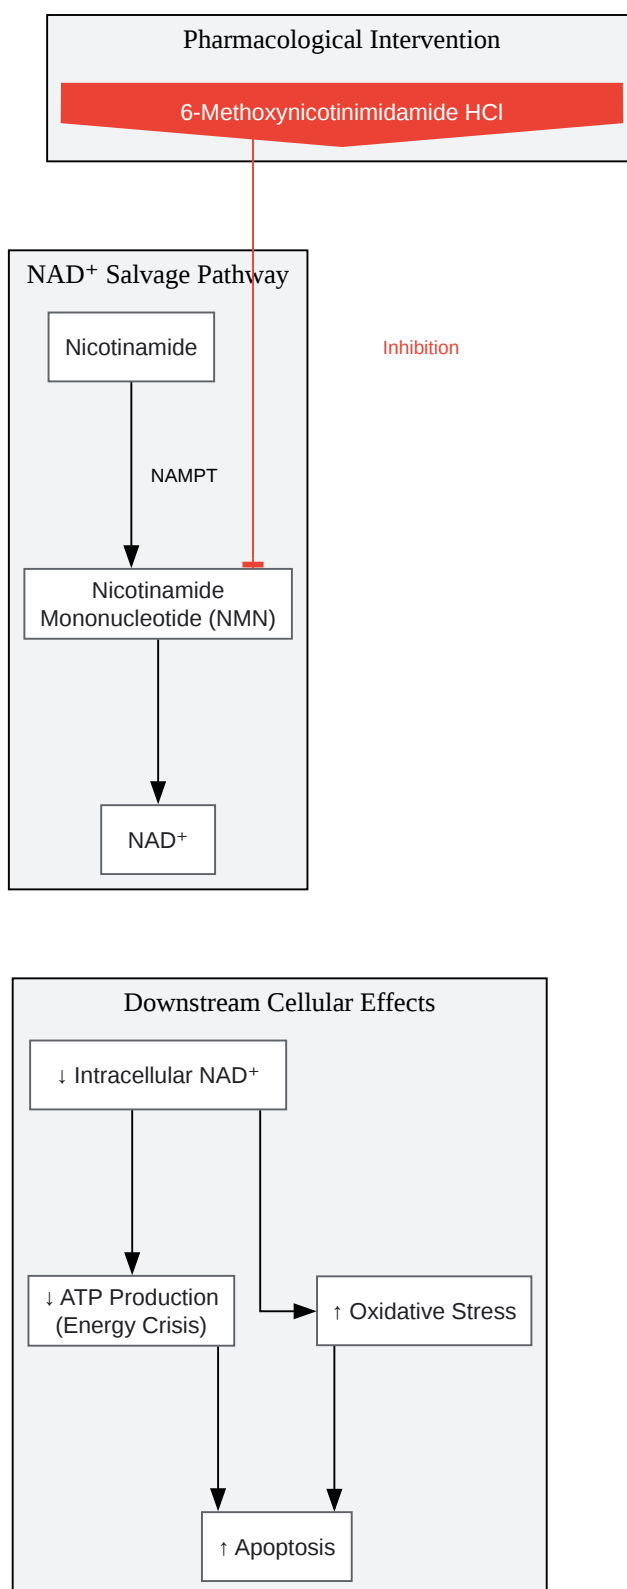 Pharmacological Intervention
6-Methoxynicotinimidamide HCl
NAD⁺ Salvage Pathway
Nicotinamide
Inhibition
NAMPT
Nicotinamide
Mononucleotide (NMN)
NAD⁺
Downstream Cellular Effects
↓ Intracellular NAD⁺
↓ ATP Production
(Energy Crisis)
↑ Oxidative Stress
↑ Apoptosis